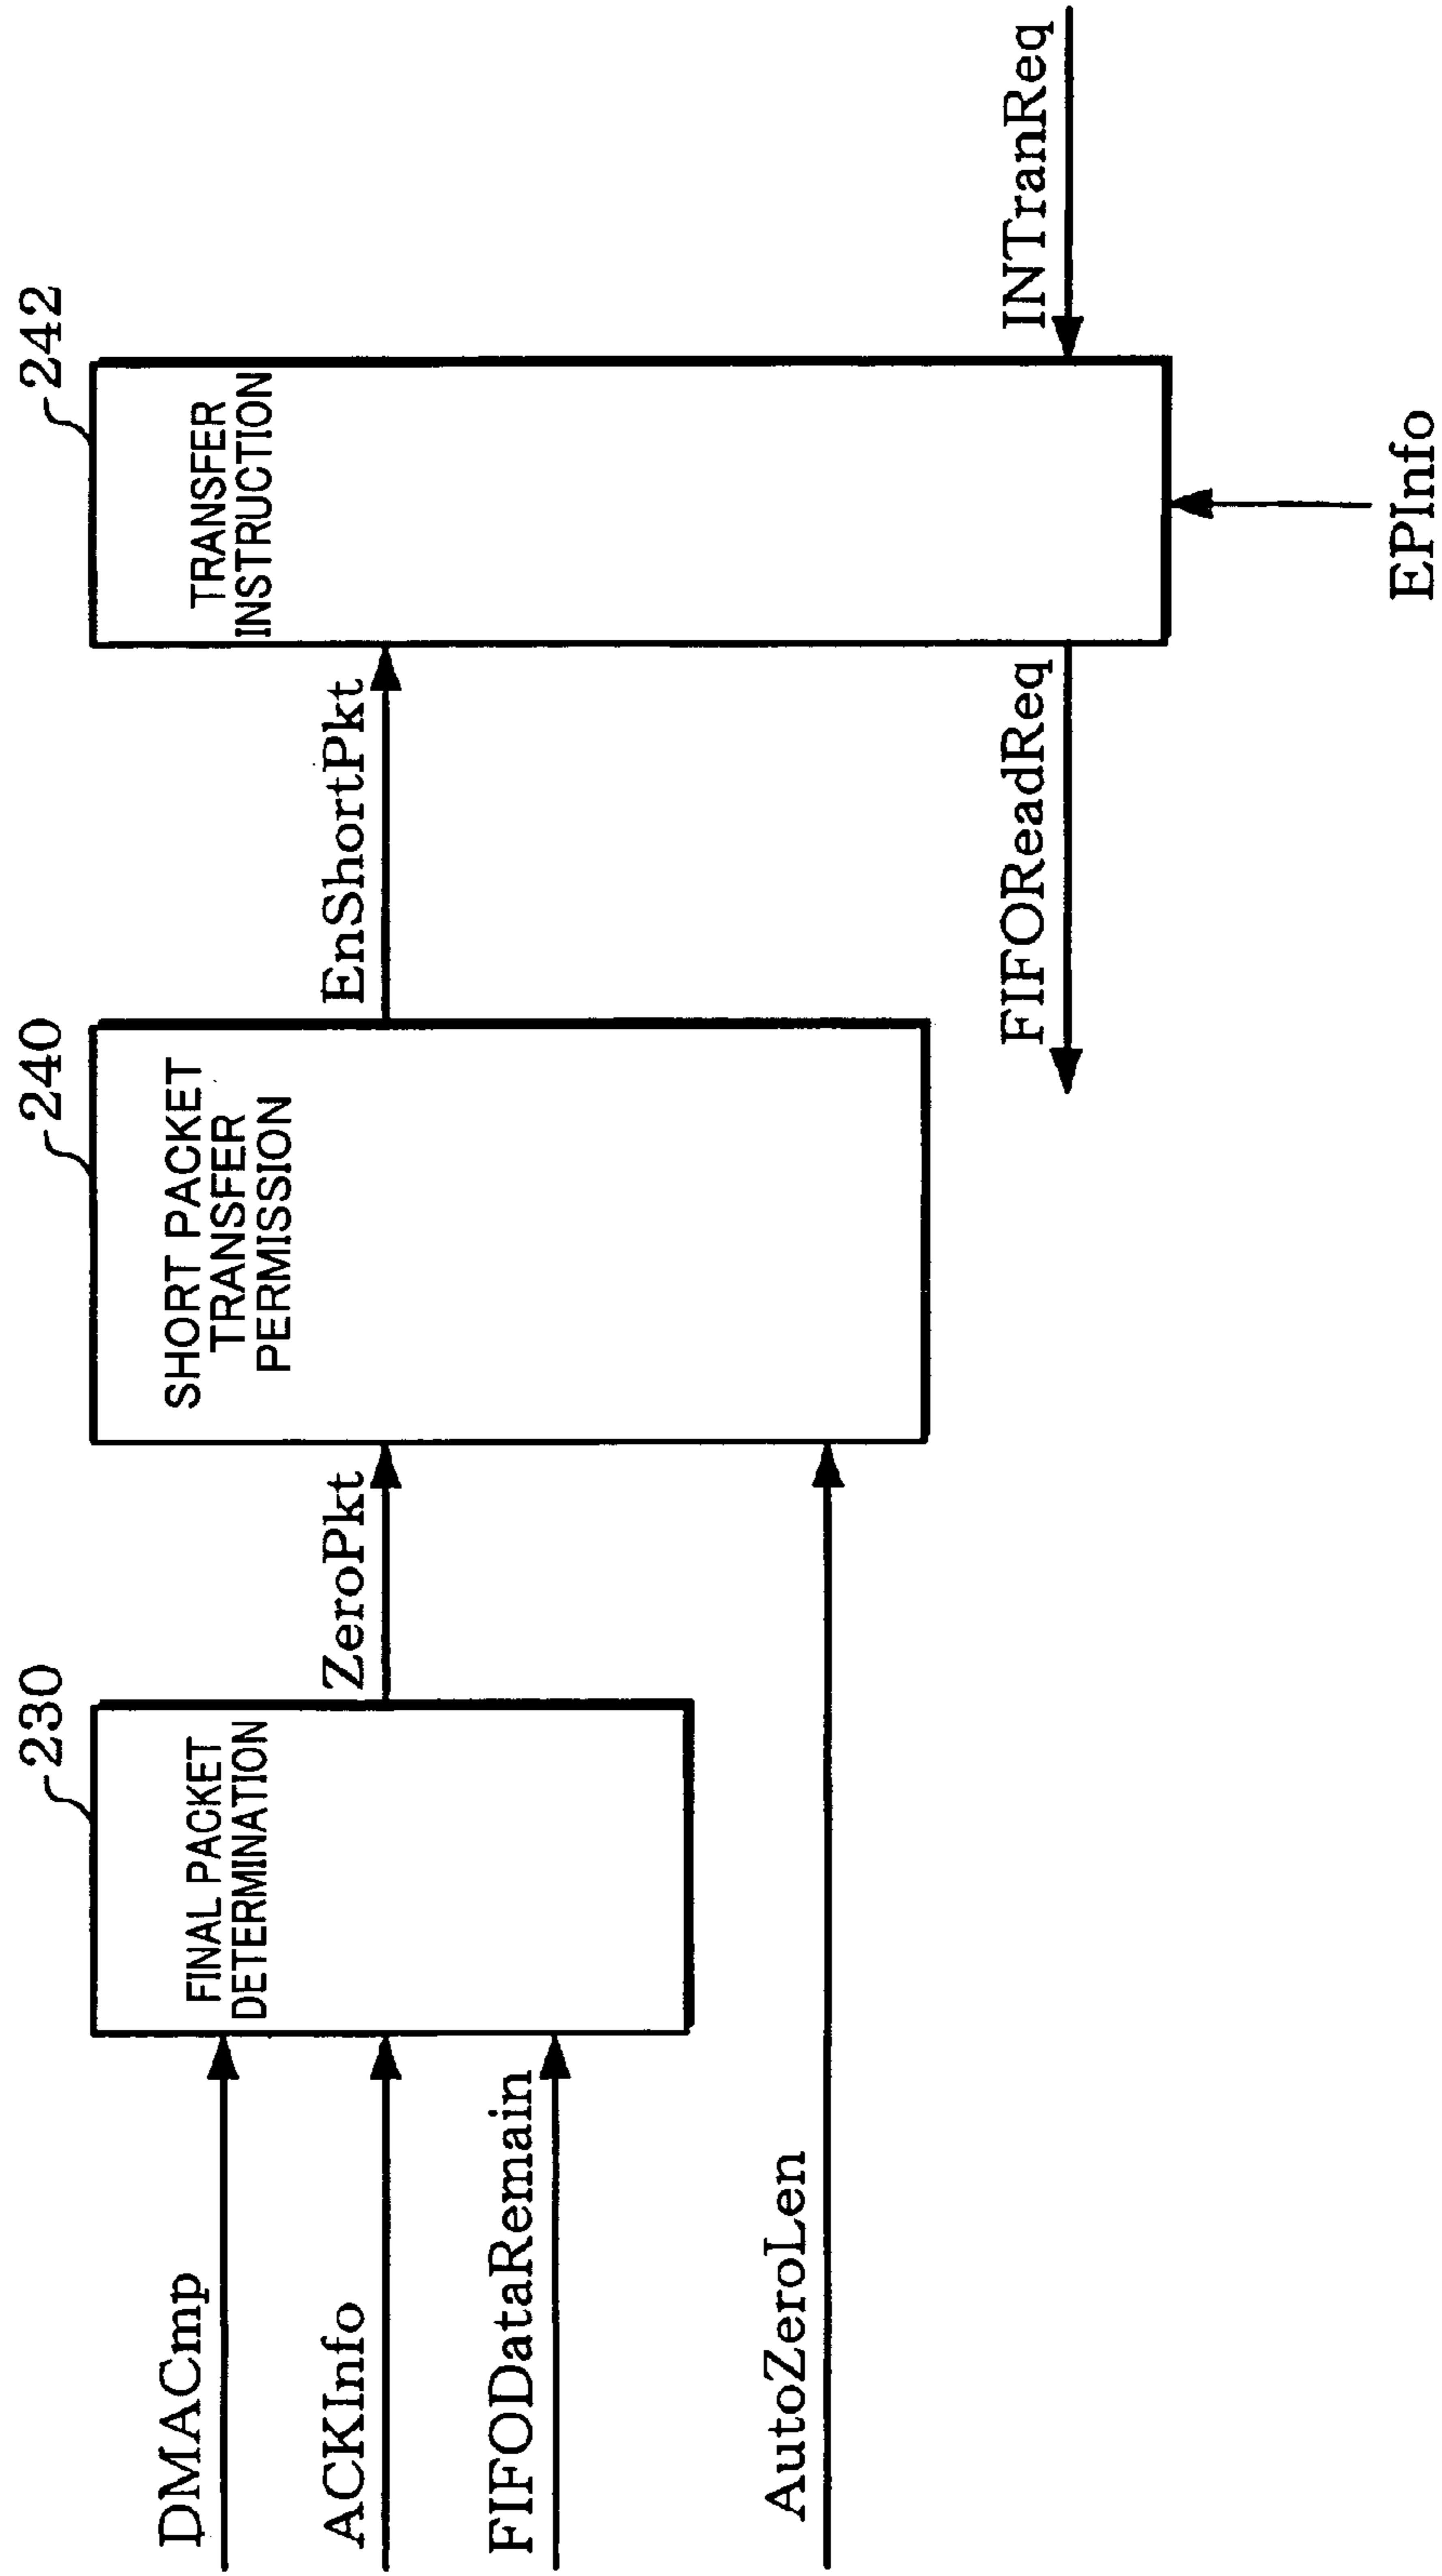 230
240
242
FINAL PACKET
DETERMINATION
SHORT PACKET
TRANSFER
PERMISSION
TRANSFER
INSTRUCTION
DMACmp
ACKInfo
ZeroPkt
EnShortPkt
FIFODataRemain
AutoZeroLen
FIFOReadReq
INTranReq
EPInfo